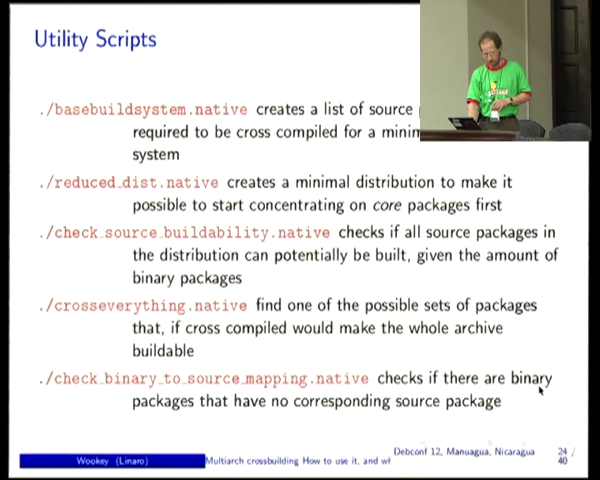 Utility Scripts
./basebuildsystem.native creates a list of source
required to be cross compiled for a
system
./reduced_dist.native creates a minimal distribution to make it
possible to start concentrating on core packages first
./check_source_buildability.native checks if all source packages in
the distribution can potentially be built, given the amount of
binary packages
./crosseverything.native find one of the possible sets of packages
that, if cross compiled would make the whole archive
buildable
./check_binary_to_source_mapping.native checks if there are binary
packages that have no corresponding source package
Wookey (Linaro)
Multiarch crossbuilding How to use it, and
Debconf 12, Manuagua, Nicaragua
24 /
40